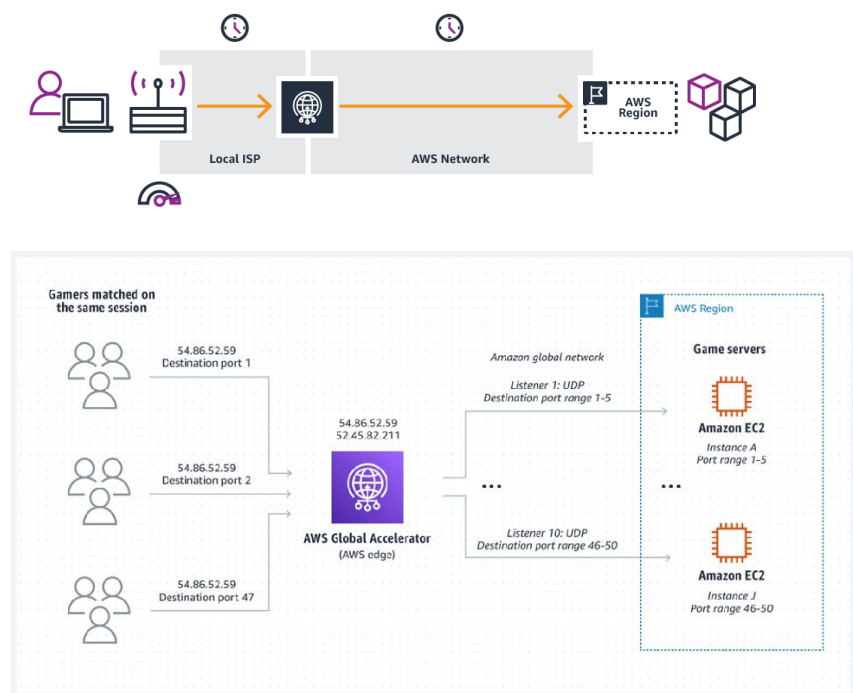 Local ISP
AWS Network
AWS
Region
Gamers matched on
the same session
54.86.52.59
Destination port 1
54.86.52.59
Destination port 2
54.86.52.59
Destination port 47
54.86.52.59
52.45.82.211
AWS Global Accelerator
(AWS edge)
Amazon global network
Listener 1: UDP
Destination port range 1-5
...
Listener 10: UDP
Destination port range 46-50
AWS Region
Game servers
Amazon EC2
Instance A
Port range 1-5
...
Amazon EC2
Instance J
Port range 46-50